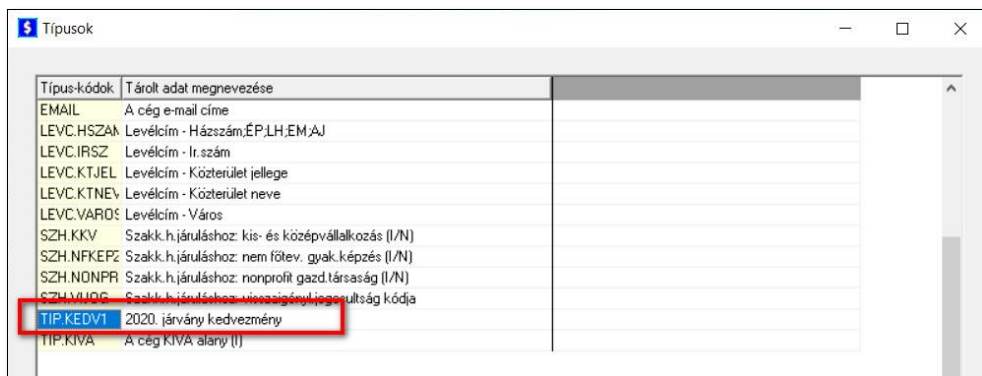 Típusok
Típus-kódok Tárolt adat megnevezése
EMAIL A cég e-mail címe
LEVC.HSZAM Levélcím - Házszám;ÉP;LH;EM;AJ
LEVC.IRSZ Levélcím - Ir.szám
LEVC.KTJEL Levélcím - Közterület jellege
LEVC.KTNEV Levélcím - Közterület neve
LEVC.VAROS Levélcím - Város
SZH.KKV Szakk.h.járuláshoz: kis- és középvállalkozás (I/N)
SZH.NFKEPZ Szakk.h.járuláshoz: nem főtev. gyak.képzés (I/N)
SZH.NONPR Szakk.h.járuláshoz: nonprofit gazd.társaság (I/N)
SZH.VIJOG Szakk.h.járuláshoz: visszaigényl.jogosultság kódja
TIP.KEDV1 2020. járvány kedvezmény
TIP.KIVA A cég KIVA alany (I)